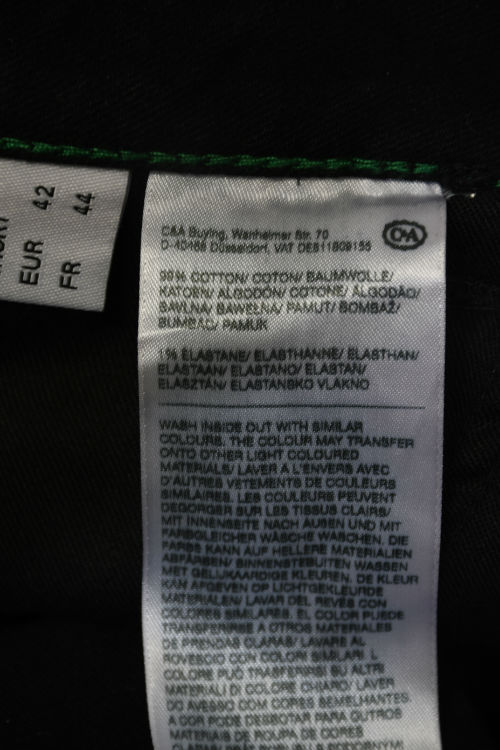 EUR 42
FR 44
C&A Buying, Wanheimer Str. 70
D-40468 Düsseldorf, VAT DE811809155
C&A
COTTON/ COTON/ BAUMWOLLE/
KATOEN/ ALGODÓN/ COTONE/ ALGODÃO/
BAVLNA/ BAWEŁNA/ PAMUT/ BOMBAŽ/
BUMBAC/ PAMUK
1% ELASTANE/ ELASTHANNE/ ELASTHAN/
ELASTAAN/ ELASTANO/ ELASTAN/
ELASZTÁN/ ELASTANSKO VLAKNO
WASH INSIDE OUT WITH SIMILAR
COLOURS. THE COLOUR MAY TRANSFER
ONTO OTHER LIGHT COLOURED
MATERIALS/ LAVER A L'ENVERS AVEC
D'AUTRES VETEMENTS DE COULEURS
SIMILAIRES. LES COULEURS PEUVENT
DEGORGER SUR LES TISSUS CLAIRS/
MIT INNENSEITE NACH AUßEN UND MIT
FARBGLEICHER WÄSCHE WASCHEN. DIE
FARBE KANN AUF HELLERE MATERIALIEN
ABFÄRBEN/ BINNENSTEBUITEN WASSEN
MET GELIJKAARDIGE KLEUREN. DE KLEUR
KAN AFGEVEN OP LICHTGEKLEURDE
MATERIALEN/ LAVAR DEL REVES CON
COLORES SIMILARES. EL COLOR PUEDE
TRANSFERIRSE A OTROS MATERIALES
DE PRENDAS CLARAS/ LAVARE AL
ROVESCIO CON COLORI SIMILARI. IL
COLORE PUÒ TRASFERIRSI SU ALTRI
MATERIALI DI COLORE CHIARO/ LAVAR
DO AVESSO COM CORES SEMELHANTES.
A COR PODE DESBOTAR PARA OUTROS
MATERIAIS DE ROUPA DE CORES